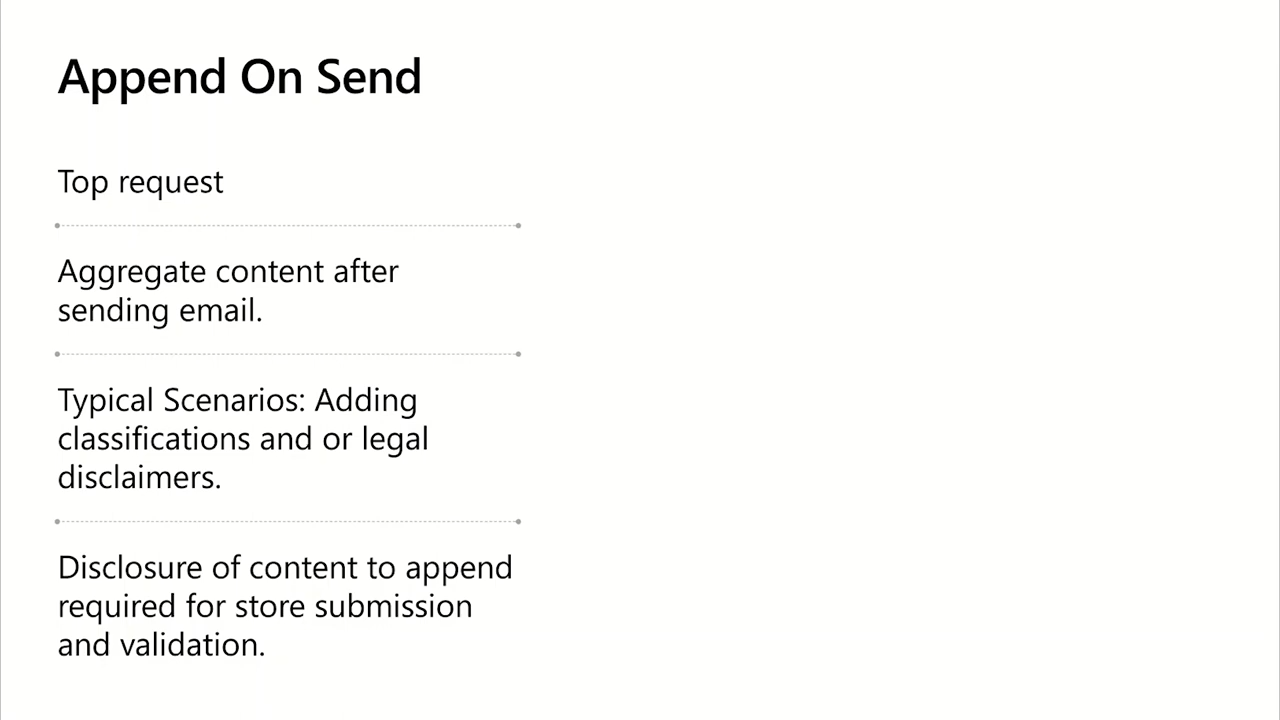 Append On Send
Top request
Aggregate content after
sending email.
Typical Scenarios: Adding
classifications and or legal
disclaimers.
Disclosure of content to append
required for store submission
and validation.